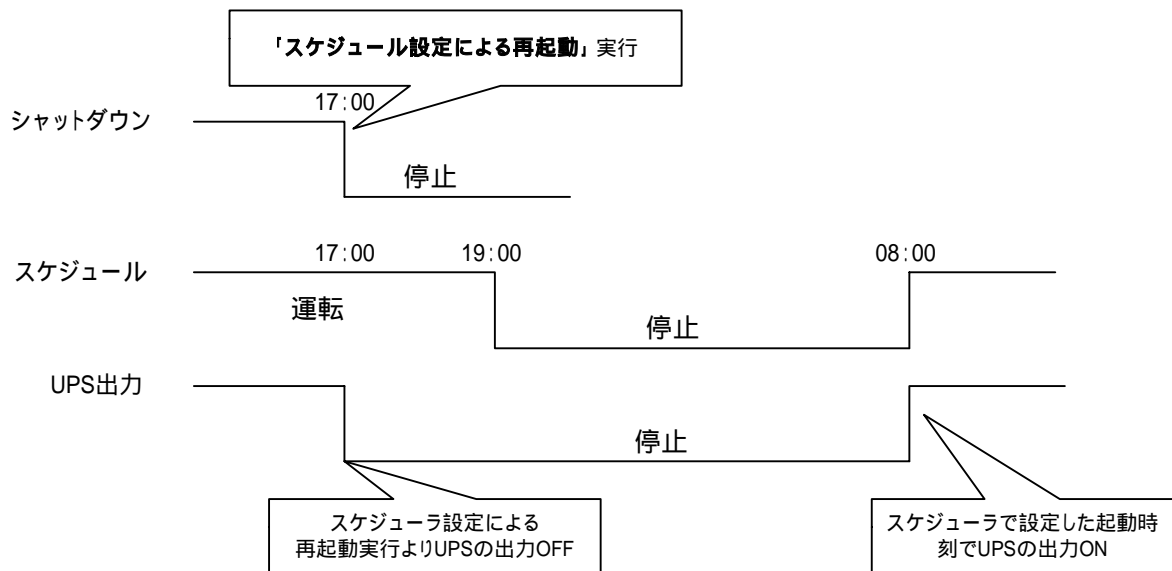 「スケジュール設定による再起動」実行
17:00
シャットダウン
停止
17:00
19:00
08:00
スケジュール
運転
停止
UPS出力
停止
スケジューラ設定による
再起動実行よりUPSの出力OFF
スケジューラで設定した起動時
刻でUPSの出力ON